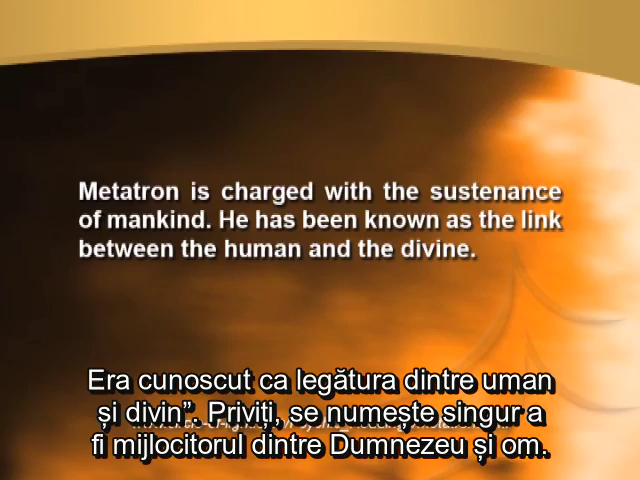 Metatron is charged with the sustenance
of mankind. He has been known as the link
between the human and the divine.
Era cunoscut ca legătura dintre uman
și divin”. Priviți, se numește singur a
fi mijlocitorul dintre Dumnezeu și om.